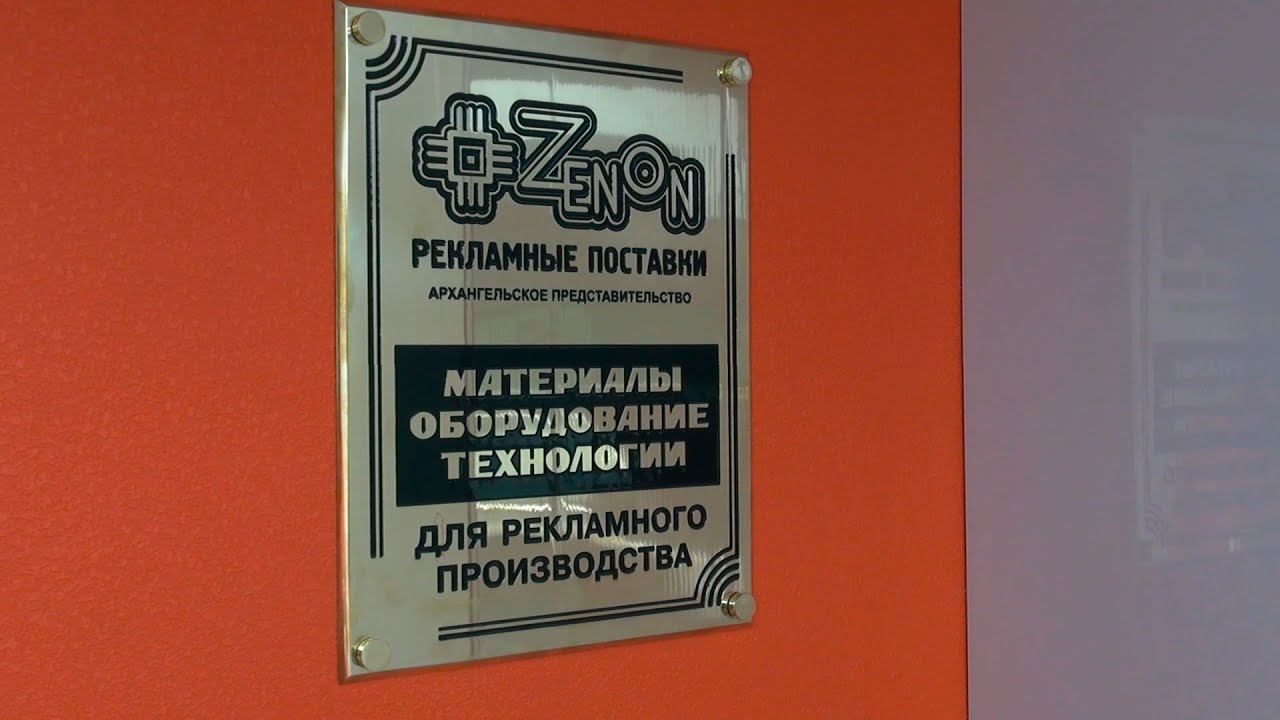 ZENON
РЕКЛАМНЫЕ ПОСТАВКИ
АРХАНГЕЛЬСКОЕ ПРЕДСТАВИТЕЛЬСТВО
МАТЕРИАЛЫ
ОБОРУДОВАНИЕ
ТЕХНОЛОГИИ
ДЛЯ РЕКЛАМНОГО
ПРОИЗВОДСТВА